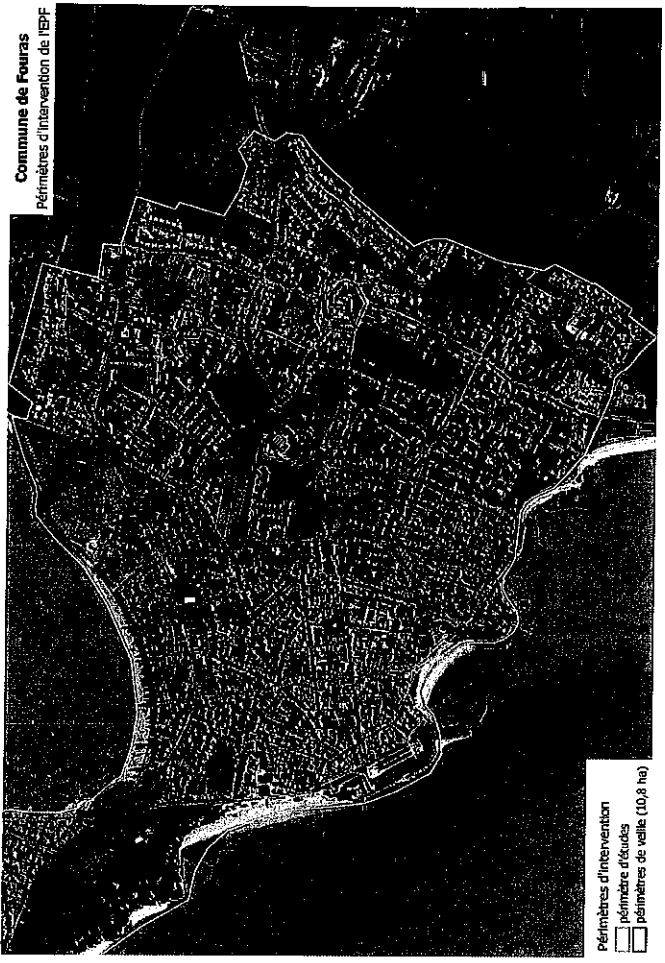 Commune de Fouras
Périmètres d'intervention de l'EPF
Périmètres d'intervention
périmètre d'études
périmètres de veille (10,8 ha)